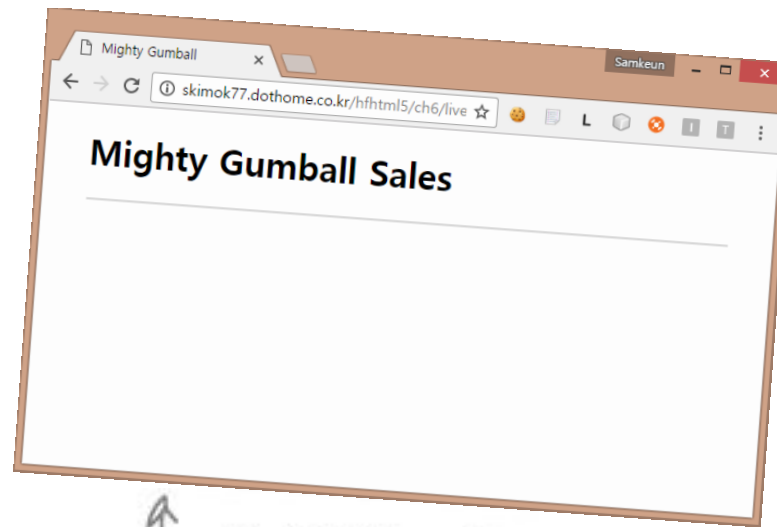 Mighty Gumball
Samkeun
skimok77.dothome.co.kr/hfhtml5/ch6/live
L
I
T
Mighty Gumball Sales